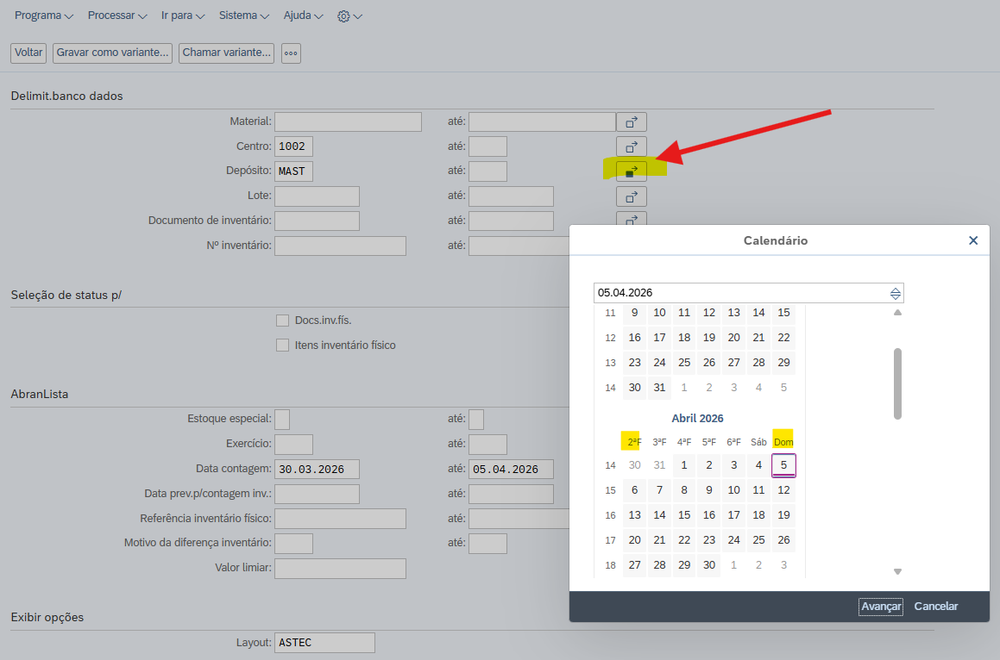 Programa Processar Ir para Sistema Ajuda
Voltar Gravar como variante... Chamar variante...
Delimit.banco dados
Material: até:
Centro: 1002 até:
Depósito: MAST até:
Lote: até:
Documento de inventário: até:
Nº inventário: até:
Seleção de status p/
Docs.inv.fís.
Itens inventário físico
AbranLista
Estoque especial: até:
Exercício: até:
Data contagem: 30.03.2026 até: 05.04.2026
Data prev.p/contagem inv.: até:
Referência inventário físico: até:
Motivo da diferença inventário: até:
Valor limiar:
Exibir opções
Layout: ASTEC
Calendário
05.04.2026
11 9 10 11 12 13 14 15
12 16 17 18 19 20 21 22
13 23 24 25 26 27 28 29
14 30 31 1 2 3 4 5
Abril 2026
2ªF 3ªF 4ªF 5ªF 6ªF Sáb Dom
14 30 31 1 2 3 4 5
15 6 7 8 9 10 11 12
16 13 14 15 16 17 18 19
17 20 21 22 23 24 25 26
18 27 28 29 30 1 2 3
Avançar Cancelar